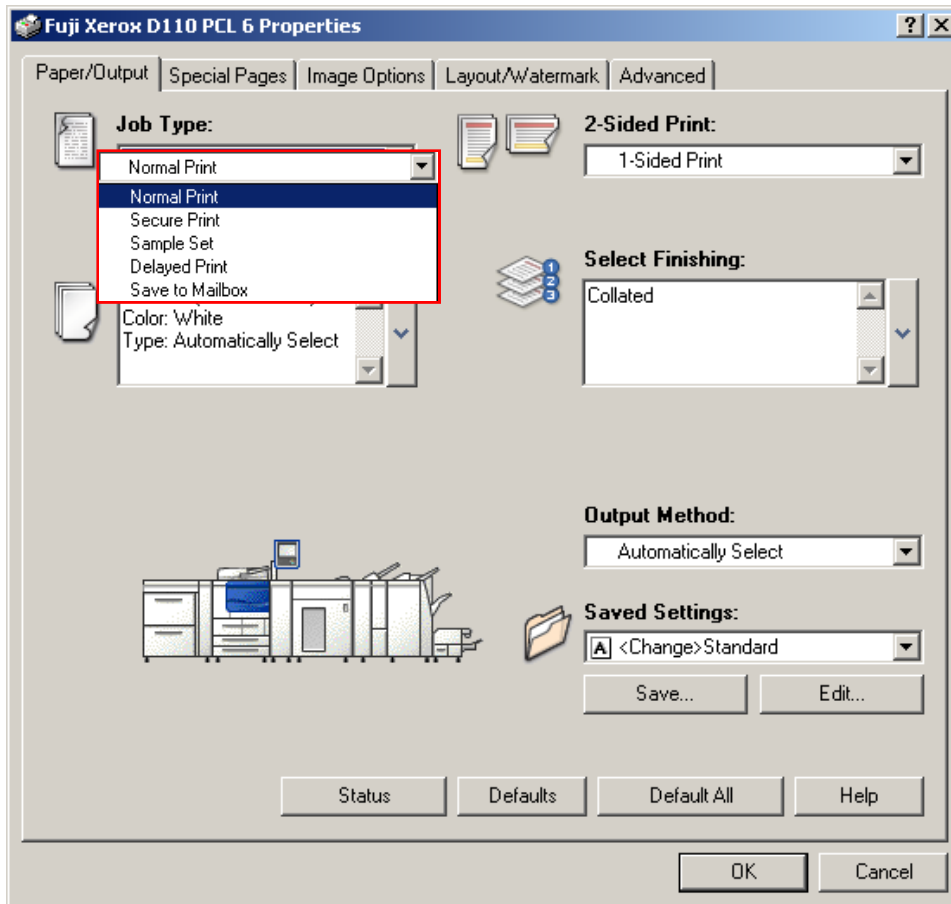 Fuji Xerox D110 PCL 6 Properties
Paper/Output
Special Pages
Image Options
Layout/Watermark
Advanced
Job Type:
Normal Print
Normal Print
Secure Print
Sample Set
Delayed Print
Save to Mailbox
Color: White
Type: Automatically Select
2-Sided Print:
1-Sided Print
1
2
3
Select Finishing:
Collated
Output Method:
Automatically Select
Saved Settings:
A <Change>Standard
Save...
Edit...
Status
Defaults
Default All
Help
OK
Cancel